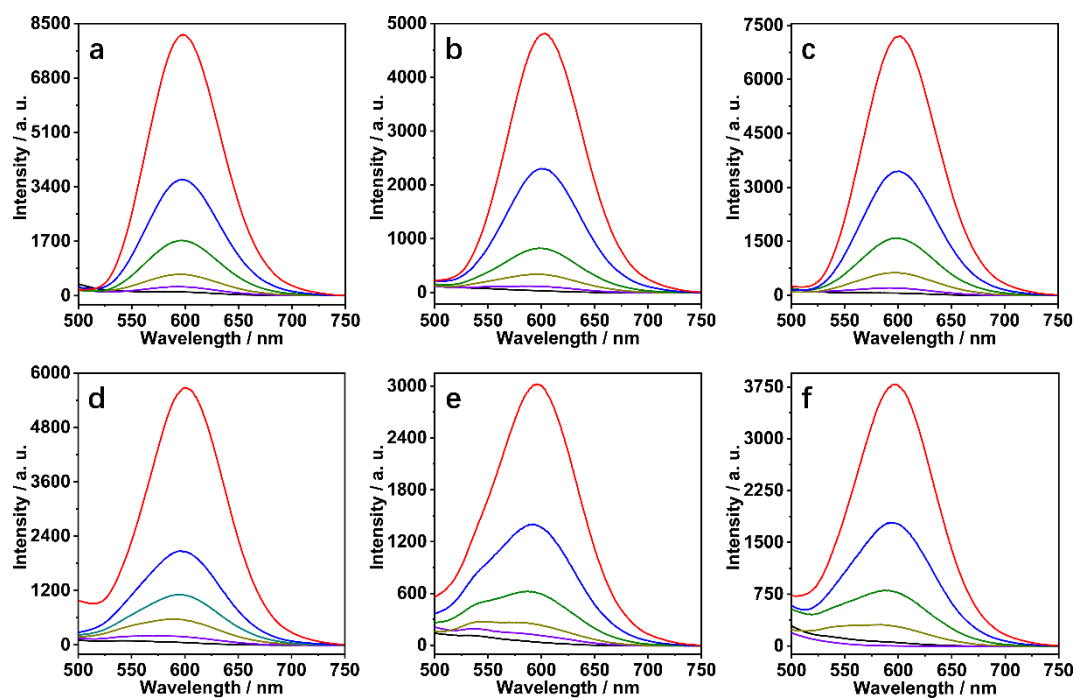 a
Intensity / a. u.
8500
6800
5100
3400
1700
0
500 550 600 650 700 750
Wavelength / nm
b
Intensity / a. u.
5000
4000
3000
2000
1000
0
500 550 600 650 700 750
Wavelength / nm
c
Intensity / a. u.
7500
6000
4500
3000
1500
0
500 550 600 650 700 750
Wavelength / nm
d
Intensity / a. u.
6000
4800
3600
2400
1200
0
500 550 600 650 700 750
Wavelength / nm
e
Intensity / a. u.
3000
2400
1800
1200
600
0
500 550 600 650 700 750
Wavelength / nm
f
Intensity / a. u.
3750
3000
2250
1500
750
0
500 550 600 650 700 750
Wavelength / nm